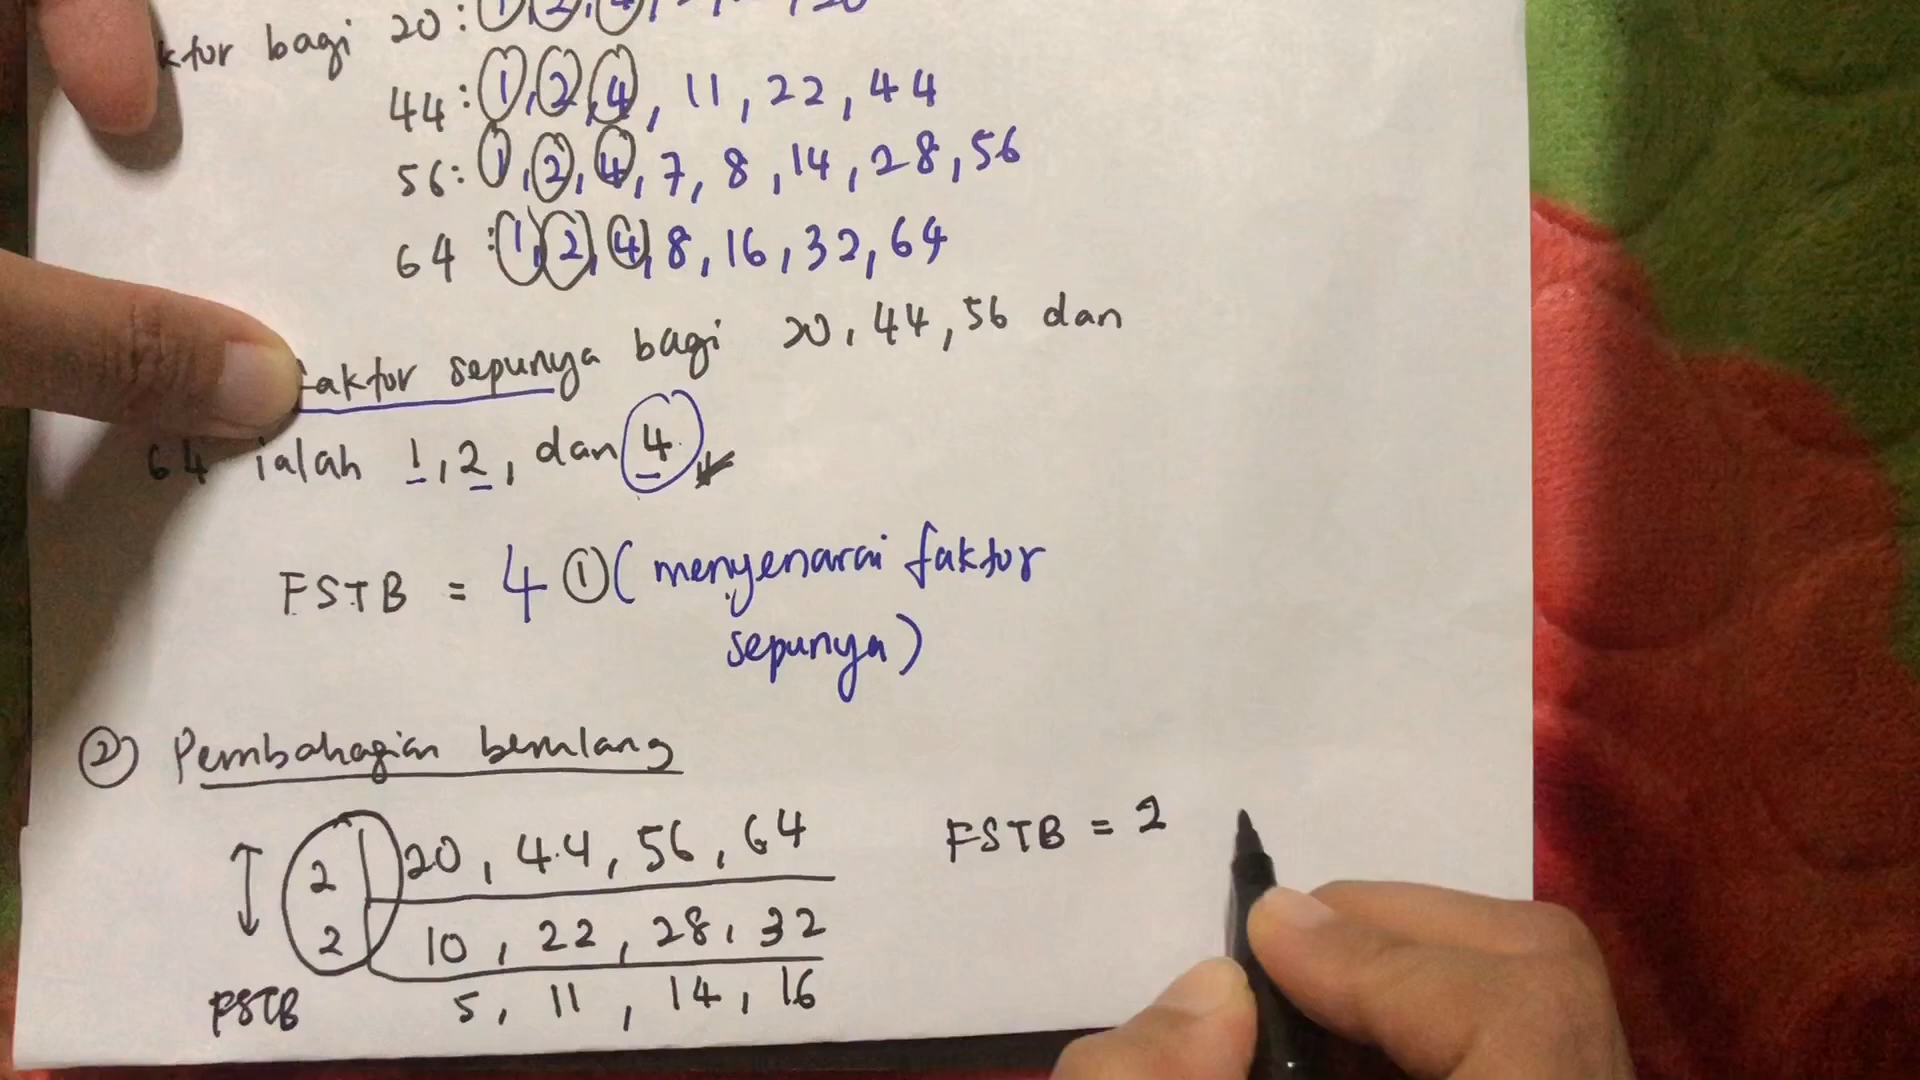 ktor bagi 20 : 1, 2, 4,
44 : 1, 2, 4, 11, 22, 44
56 : 1, 2, 4, 7, 8, 14, 28, 56
64 : 1, 2, 4, 8, 16, 32, 64
faktor sepunya bagi 20, 44, 56 dan
64 ialah 1, 2, dan 4
FSTB = 4 ① (menyenarai faktor
sepunya)
② Pembahagian berulang
2 20, 44, 56, 64 FSTB = 2
2 10, 22, 28, 32
FSTB 5, 11, 14, 16